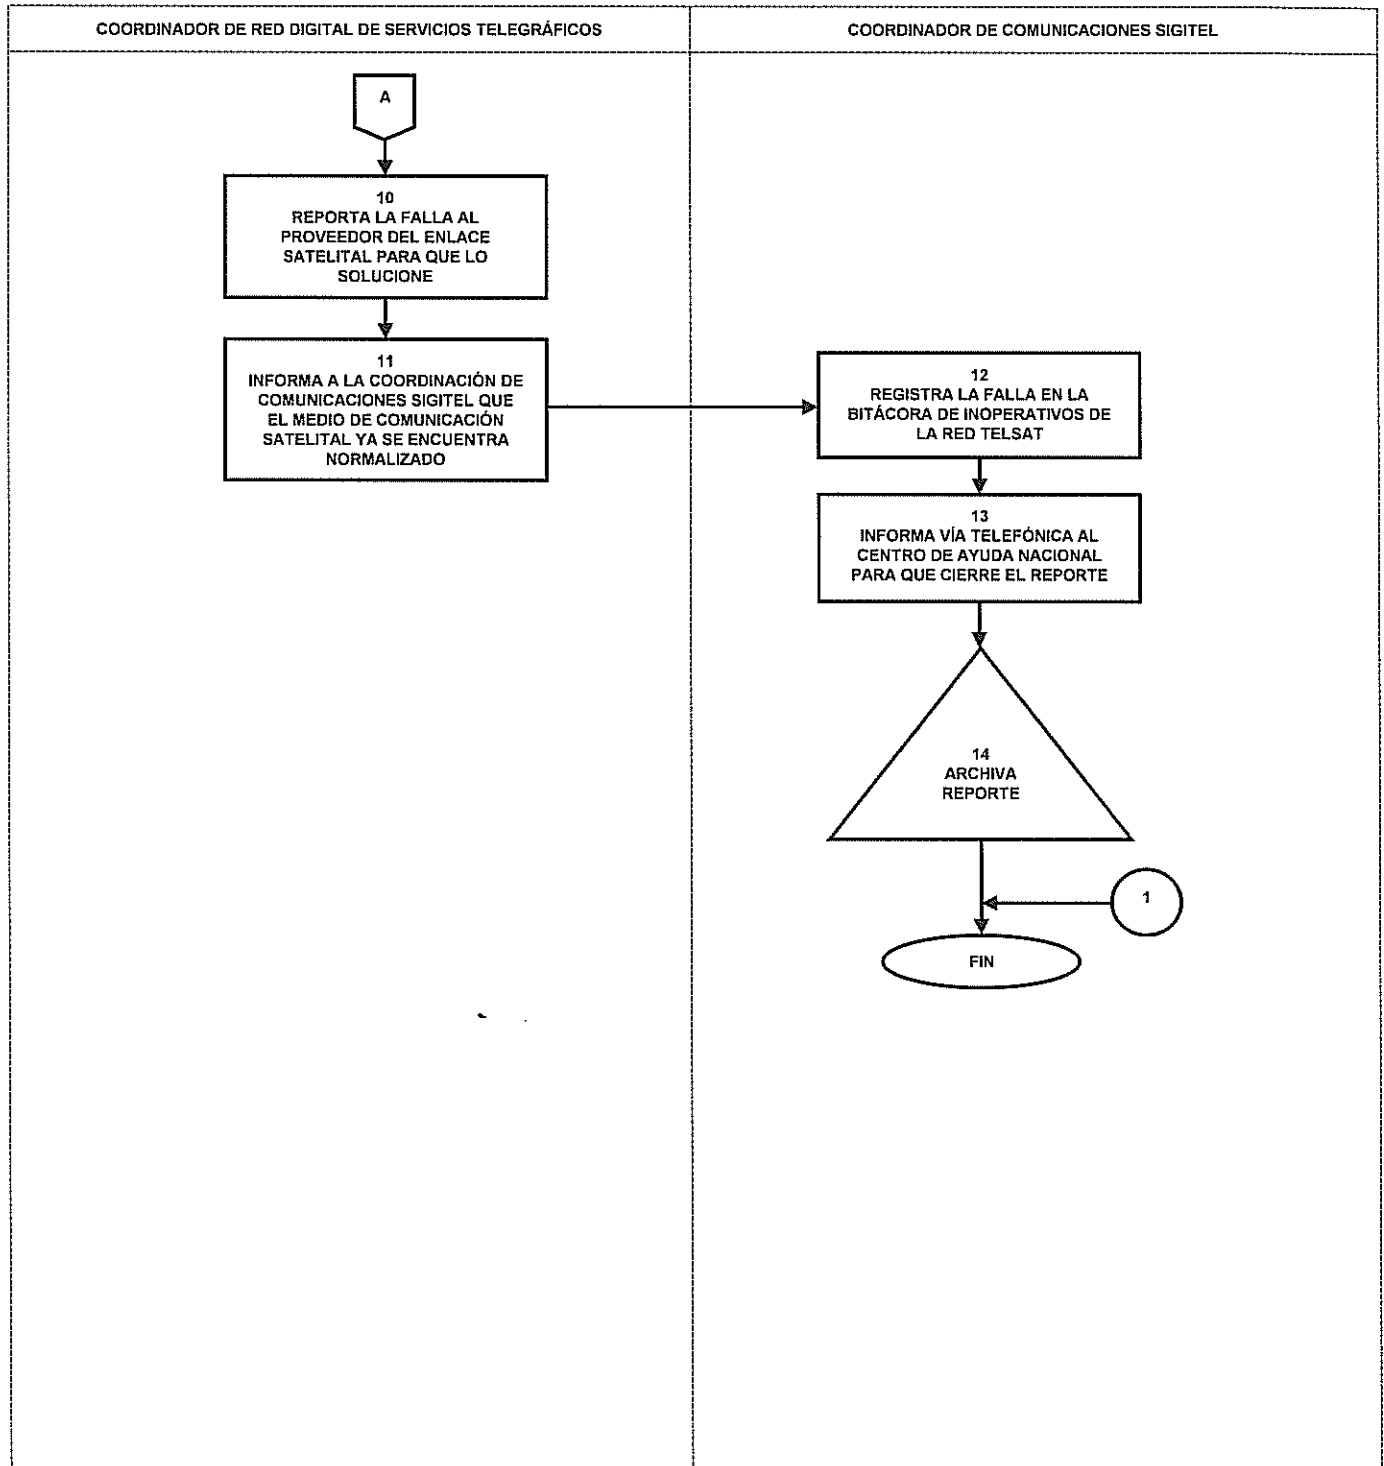 COORDINADOR DE RED DIGITAL DE SERVICIOS TELEGRÁFICOS
COORDINADOR DE COMUNICACIONES SIGITEL
A
10
REPORTA LA FALLA AL
PROVEEDOR DEL ENLACE
SATELITAL PARA QUE LO
SOLUCIONE
11
INFORMA A LA COORDINACIÓN DE
COMUNICACIONES SIGITEL QUE
EL MEDIO DE COMUNICACIÓN
SATELITAL YA SE ENCUENTRA
NORMALIZADO
12
REGISTRA LA FALLA EN LA
BITÁCORA DE INOPERATIVOS DE
LA RED TELSAT
13
INFORMA VÍA TELEFÓNICA AL
CENTRO DE AYUDA NACIONAL
PARA QUE CIERRE EL REPORTE
14
ARCHIVA
REPORTE
1
FIN